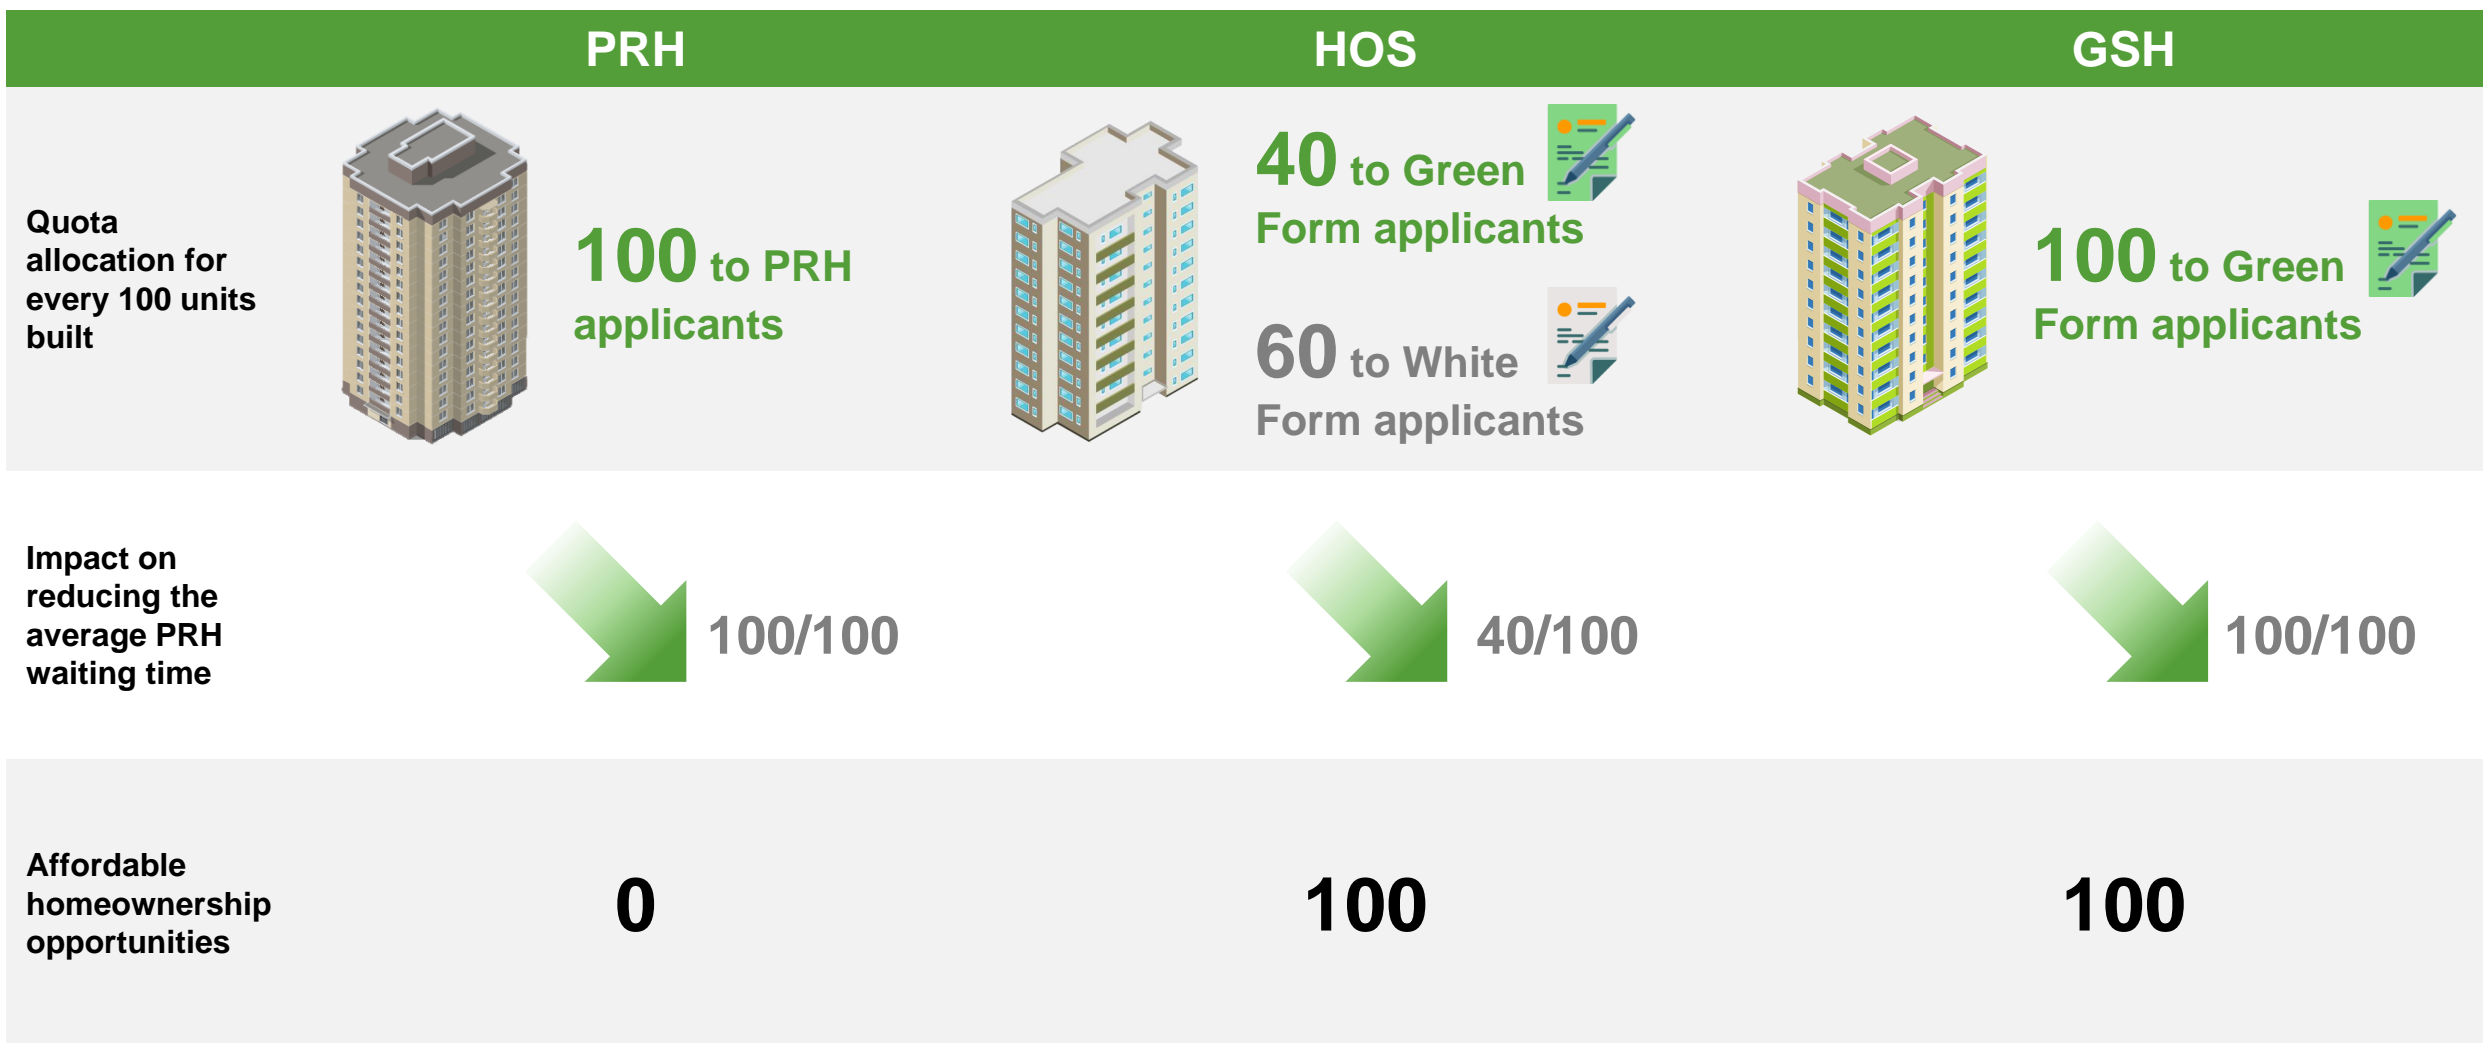 PRH HOS GSH
Quota
allocation for
every 100 units
built
100 to PRH
applicants
40 to Green
Form applicants
60 to White
Form applicants
100 to Green
Form applicants
Impact on
reducing the
average PRH
waiting time
100/100
40/100
100/100
Affordable
homeownership
opportunities
0
100
100